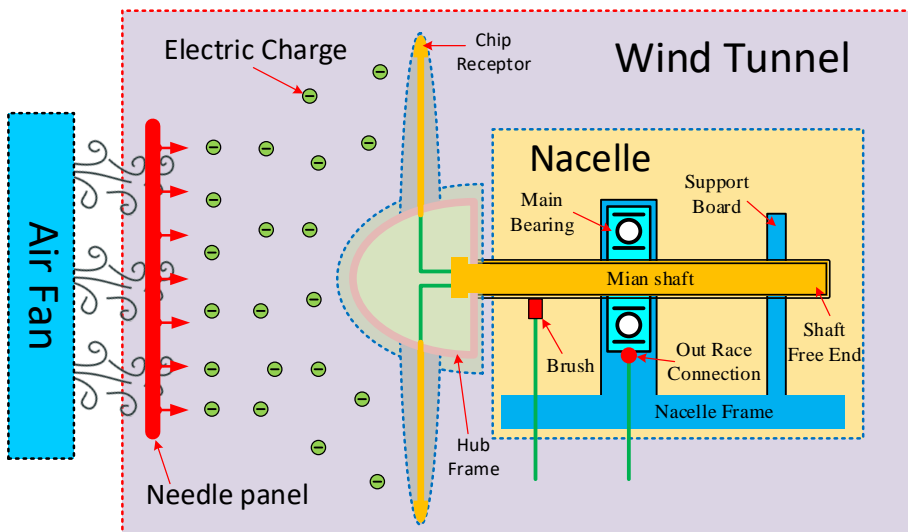 Electric Charge
Chip
Receptor
Wind Tunnel
Air Fan
Nacelle
Main
Bearing
Support
Board
Mian shaft
Shaft
Free End
Brush
Out Race
Connection
Nacelle Frame
Hub
Frame
Needle panel